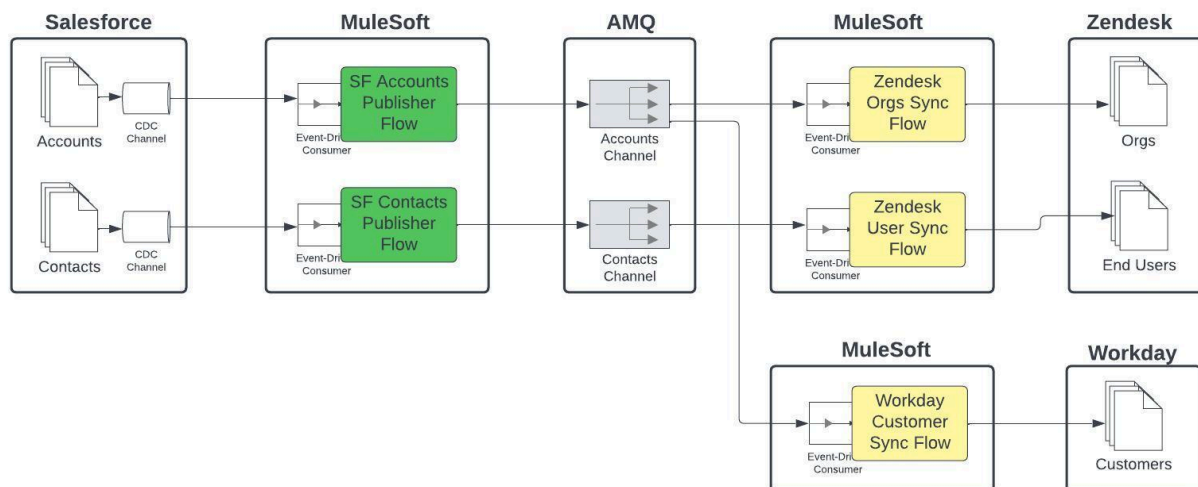 Salesforce
MuleSoft
AMQ
MuleSoft
Zendesk
Accounts
CDC
Channel
Event-Dri
Consumer
SF Accounts
Publisher
Flow
Accounts
Channel
Event-Dri
Consumer
Zendesk
Orgs Sync
Flow
Orgs
Contacts
CDC
Channel
Event-Dri
Consumer
SF Contacts
Publisher
Flow
Contacts
Channel
Event-Dri
Consumer
Zendesk
User Sync
Flow
End Users
MuleSoft
Workday
Event-Dri
Consumer
Workday
Customer
Sync Flow
Customers